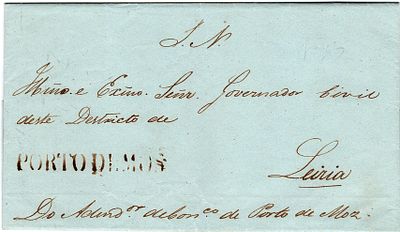 S. N.
Illmo. e Exmo. Senr. Governador Civil
deste Destricto de
PORTO DE MOS
Leiria
Do Admdor. do Conco. de Porto de Moz.